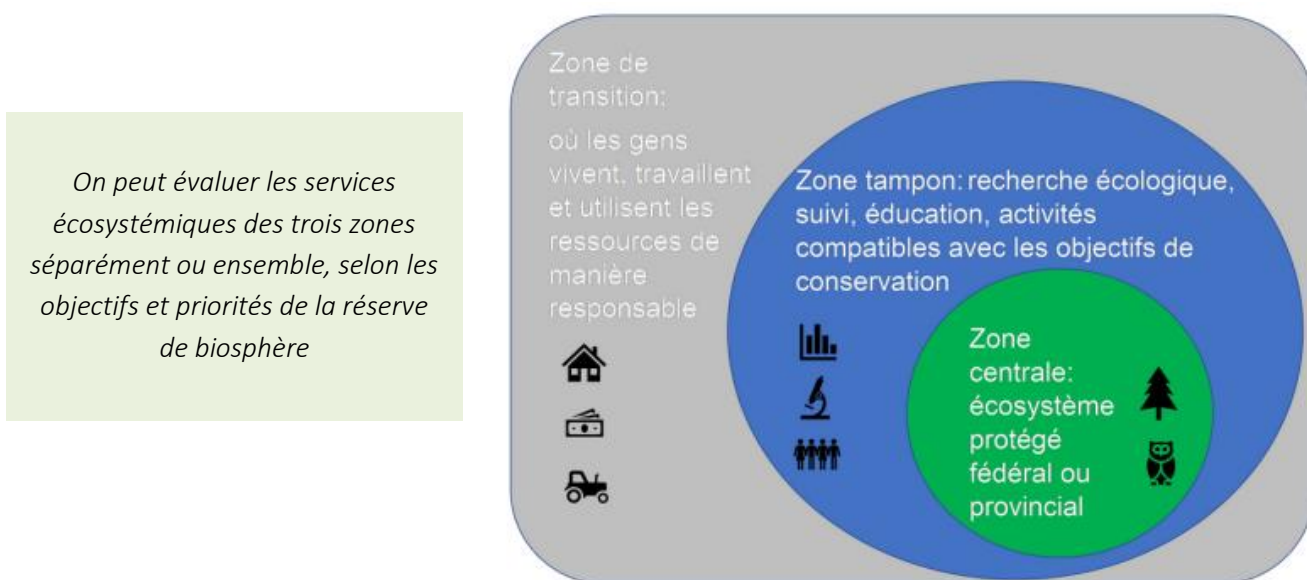 On peut évaluer les services
écosystémiques des trois zones
séparément ou ensemble, selon les
objectifs et priorités de la réserve
de biosphère
Zone de
transition:
où les gens
vivent, travaillent
et utilisent les
ressources de
manière
responsable
Zone tampon: recherche écologique,
suivi, éducation, activités
compatibles avec les objectifs de
conservation
Zone
centrale:
écosystème
protégé
fédéral ou
provincial